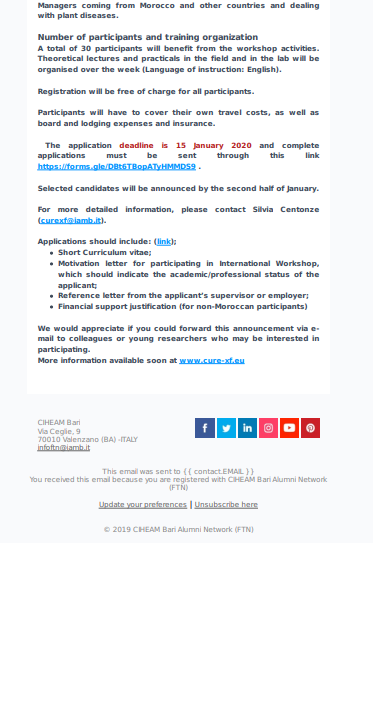 Managers coming from Morocco and other countries and dealing
with plant diseases.
Number of participants and training organization
A total of 30 participants will benefit from the workshop activities.
Theoretical lectures and practicals in the field and in the lab will be
organised over the week (Language of instruction: English).
Registration will be free of charge for all participants.
Participants will have to cover their own travel costs, as well as
board and lodging expenses and insurance.
The application deadline is 15 January 2020 and complete
applications must be sent through this link
https://forms.gle/D8t6TBopATyHMMDS9 .
Selected candidates will be announced by the second half of January.
For more detailed information, please contact Silvia Centonze
(curexf@iamb.it).
Applications should include: (link);
• Short Curriculum vitae;
• Motivation letter for participating in International Workshop,
which should indicate the academic/professional status of the
applicant;
• Reference letter from the applicant's supervisor or employer;
• Financial support justification (for non-Moroccan participants)
We would appreciate if you could forward this announcement via e-
mail to colleagues or young researchers who may be interested in
participating.
More information available soon at www.cure-xf.eu
CIHEAM Bari
Via Ceglie, 9
70010 Valenzano (BA) -ITALY
infoftn@iamb.it
This email was sent to {{ contact.EMAIL }}
You received this email because you are registered with CIHEAM Bari Alumni Network
(FTN)
Update your preferences | Unsubscribe here
© 2019 CIHEAM Bari Alumni Network (FTN)